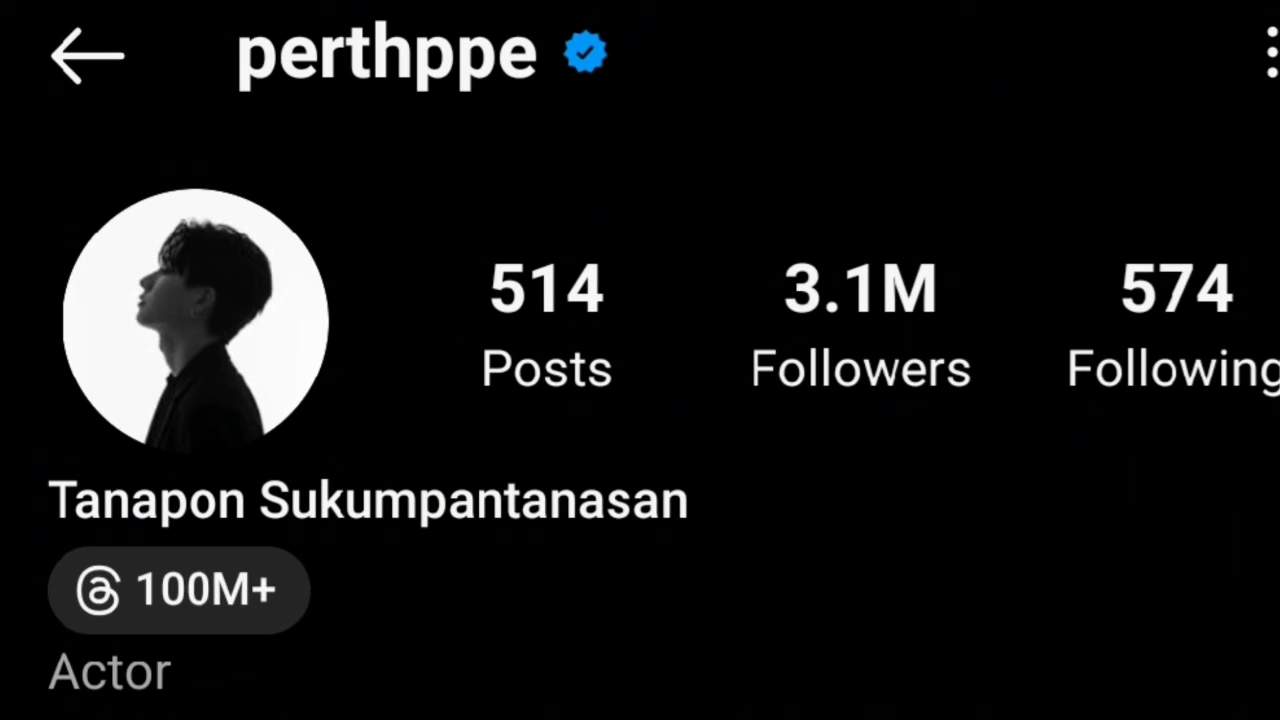 perthppe
514 3.1M 574
Posts Followers Following
Tanapon Sukumpantanasan
100M+
Actor